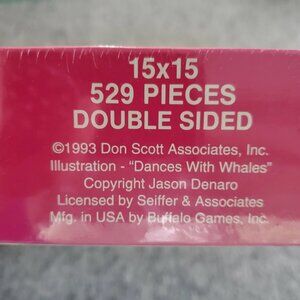 15x15
529 PIECES
DOUBLE SIDED
©1993 Don Scott Associates, Inc.
Illustration - "Dances With Whales"
Copyright Jason Denaro
Licensed by Seiffer & Associates
Mfg. in USA by Buffalo Games, Inc.